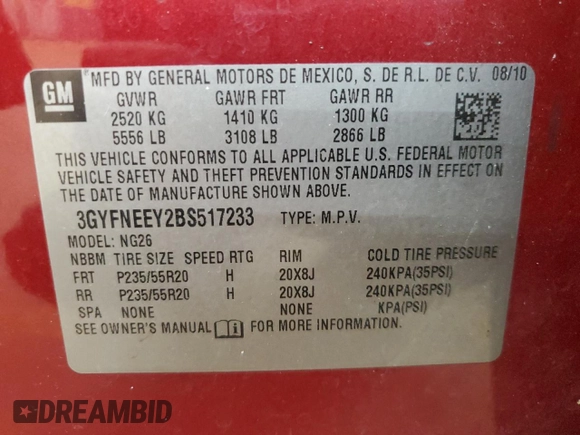 GM
MFD BY GENERAL MOTORS DE MEXICO, S. DE R.L. DE C.V. 08/10
GVWR GAWR FRT GAWR RR
2520 KG 1410 KG 1300 KG
5556 LB 3108 LB 2866 LB
THIS VEHICLE CONFORMS TO ALL APPLICABLE U.S. FEDERAL MOTOR
VEHICLE SAFETY AND THEFT PREVENTION STANDARDS IN EFFECT ON
THE DATE OF MANUFACTURE SHOWN ABOVE.
3GYFNEEY2BS517233 TYPE: M.P.V.
MODEL: NG26
NBBM TIRE SIZE SPEED RTG RIM COLD TIRE PRESSURE
FRT P235/55R20 H 20X8J 240KPA(35PSI)
RR P235/55R20 H 20X8J 240KPA(35PSI)
SPA NONE NONE KPA(PSI)
SEE OWNER'S MANUAL FOR MORE INFORMATION.
DREAMBID